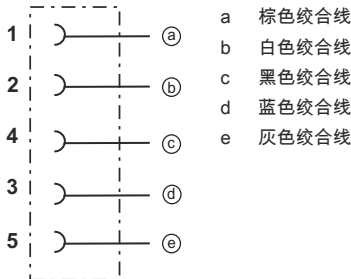 1 ⓐ
2 ⓑ
4 ⓒ
3 ⓓ
5 ⓔ
a 棕色绞合线
b 白色绞合线
c 黑色绞合线
d 蓝色绞合线
e 灰色绞合线